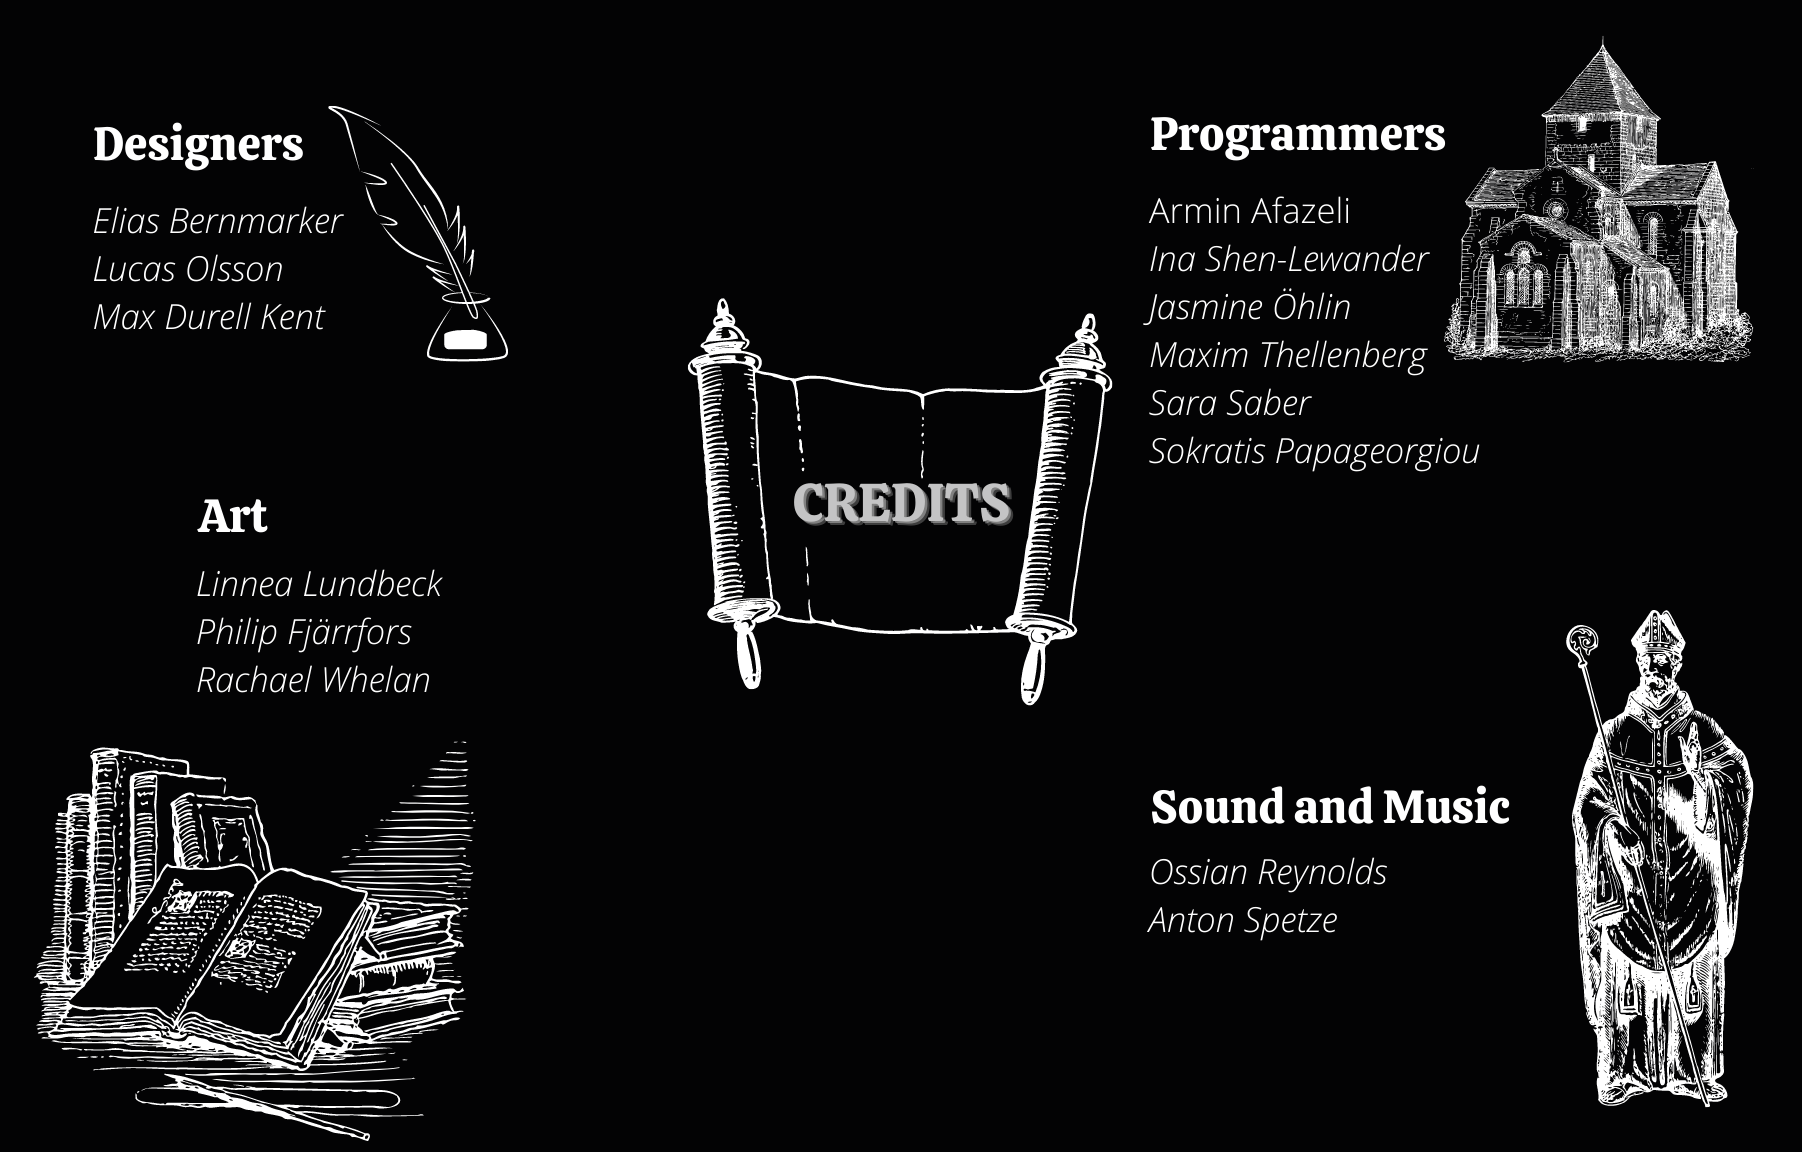 Designers
Elias Bernmarker
Lucas Olsson
Max Durell Kent
Art
Linnea Lundbeck
Philip Fjärrfors
Rachael Whelan
CREDITS
Programmers
Armin Afazeli
Ina Shen-Lewander
Jasmine Öhlin
Maxim Thellenberg
Sara Saber
Sokratis Papageorgiou
Sound and Music
Ossian Reynolds
Anton Spetze